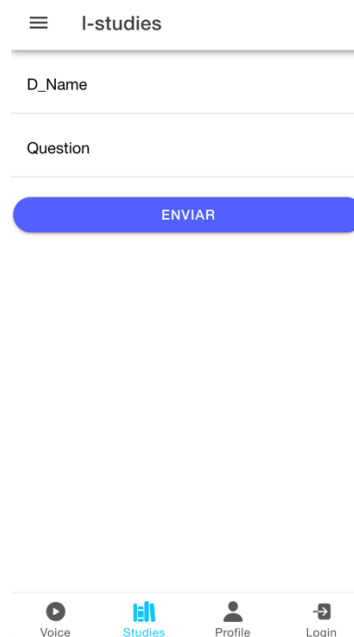 I-studies
D_Name
Question
ENVIAR
Voice
Studies
Profile
Login